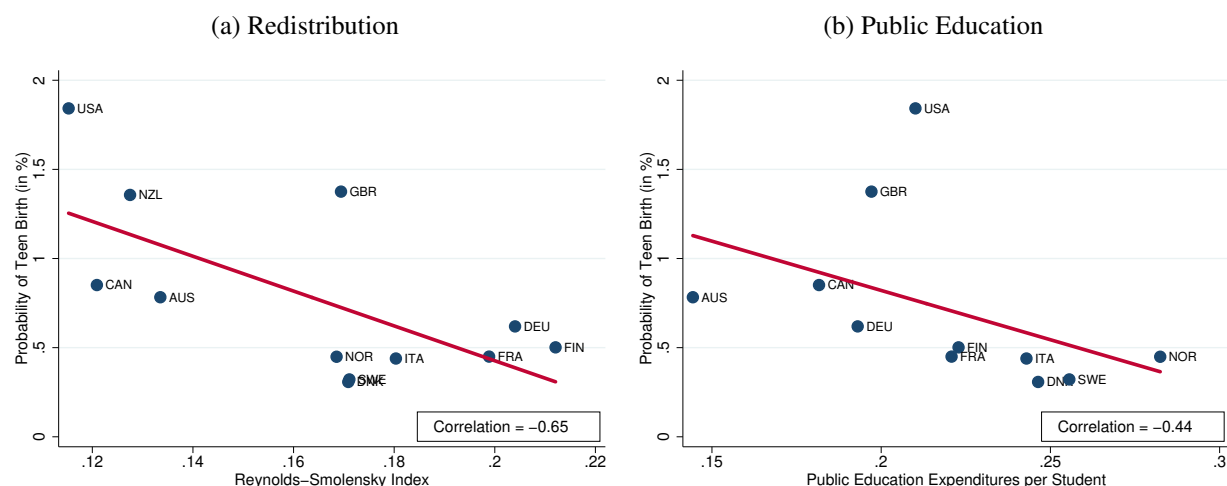 (a) Redistribution
Probability of Teen Birth (in %)
2
1.5
1
.5
0
USA
NZL
GBR
CAN
AUS
DEU
FIN
NOR
ITA
FRA
SWE
DNK
Correlation = −0.65
.12 .14 .16 .18 .2 .22
Reynolds−Smolensky Index
(b) Public Education
Probability of Teen Birth (in %)
2
1.5
1
.5
0
USA
GBR
CAN
AUS
DEU
FIN
FRA
ITA
NOR
DNK
SWE
Correlation = −0.44
.15 .2 .25 .3
Public Education Expenditures per Student